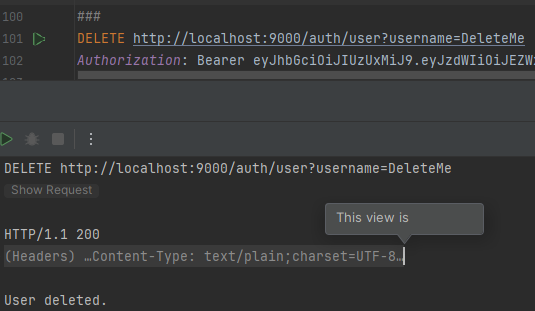 100 ###
101 DELETE http://localhost:9000/auth/user?username=DeleteMe
102 Authorization: Bearer eyJhbGciOiJIUzUxMiJ9.eyJzdWIiOiJEZW
DELETE http://localhost:9000/auth/user?username=DeleteMe
Show Request
This view is
HTTP/1.1 200
(Headers) …Content-Type: text/plain;charset=UTF-8…
User deleted.